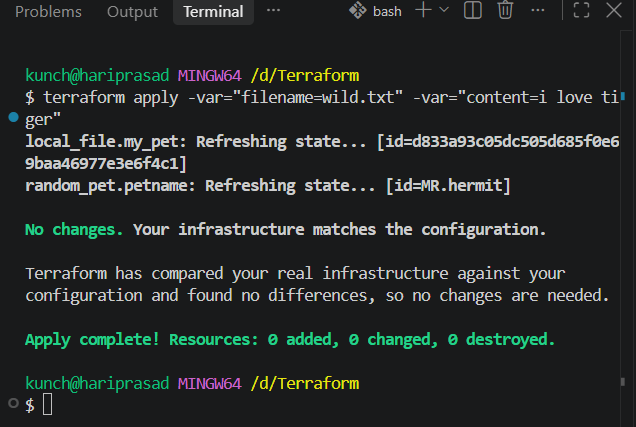 Problems Output Terminal ··· bash ···
kunch@hariprasad MINGW64 /d/Terraform
$ terraform apply -var="filename=wild.txt" -var="content=i love ti
ger"
local_file.my_pet: Refreshing state... [id=d833a93c05dc505d685f0e6
9baa46977e3e6f4c1]
random_pet.petname: Refreshing state... [id=MR.hermit]
No changes. Your infrastructure matches the configuration.
Terraform has compared your real infrastructure against your
configuration and found no differences, so no changes are needed.
Apply complete! Resources: 0 added, 0 changed, 0 destroyed.
kunch@hariprasad MINGW64 /d/Terraform
$